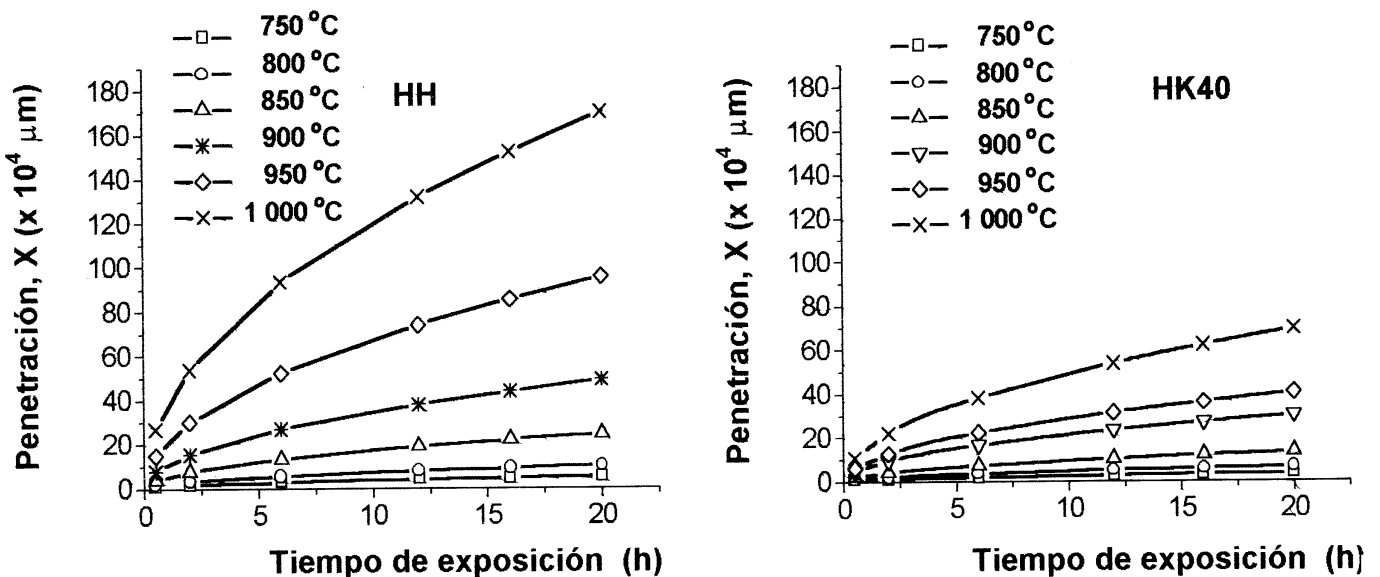 750 °C
800 °C
850 °C
900 °C
950 °C
1 000 °C
HH
Penetración, X (x 10⁴ μm)
180
160
140
120
100
80
60
40
20
0
0
5
10
15
20
Tiempo de exposición (h)
750 °C
800 °C
850 °C
900 °C
950 °C
1 000 °C
HK40
Penetración, X (x 10⁴ μm)
180
160
140
120
100
80
60
40
20
0
0
5
10
15
20
Tiempo de exposición (h)